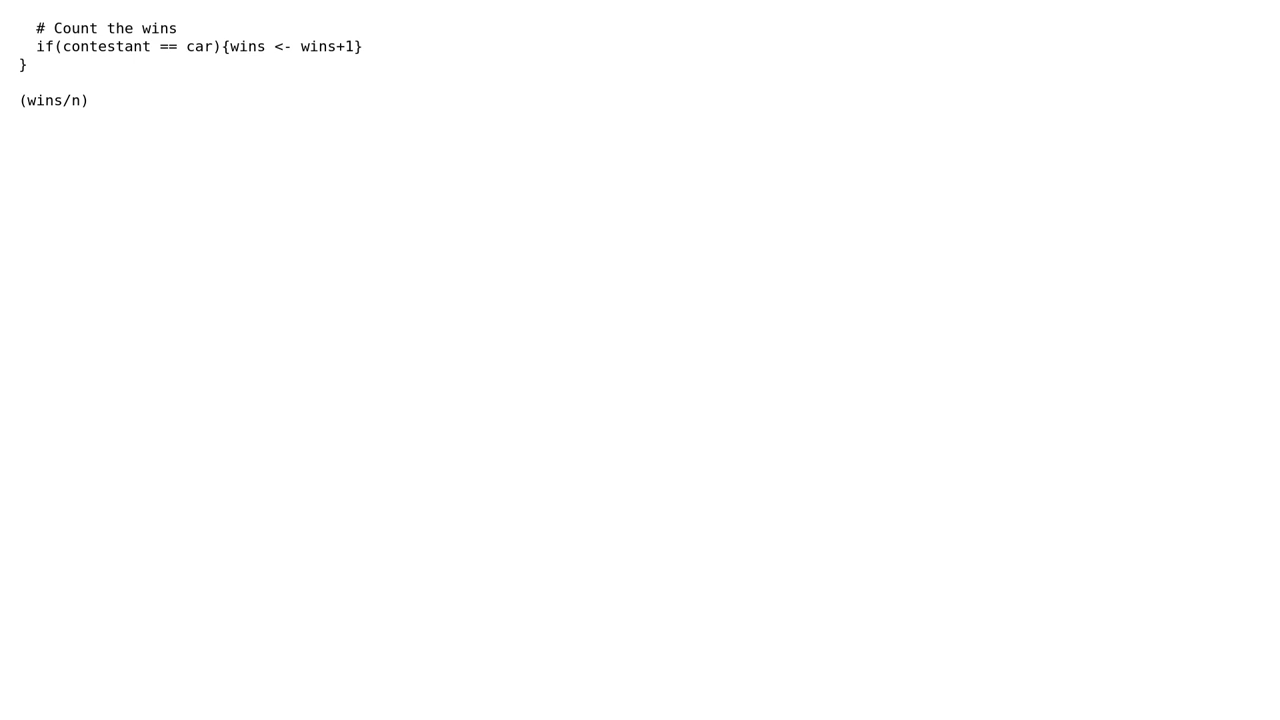 # Count the wins
  if(contestant == car){wins <- wins+1}
}

(wins/n)